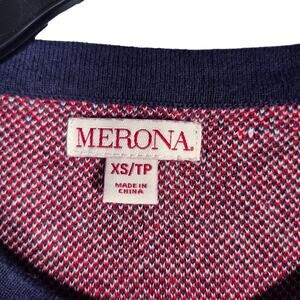 MERONA.
XS/TP
MADE IN
CHINA